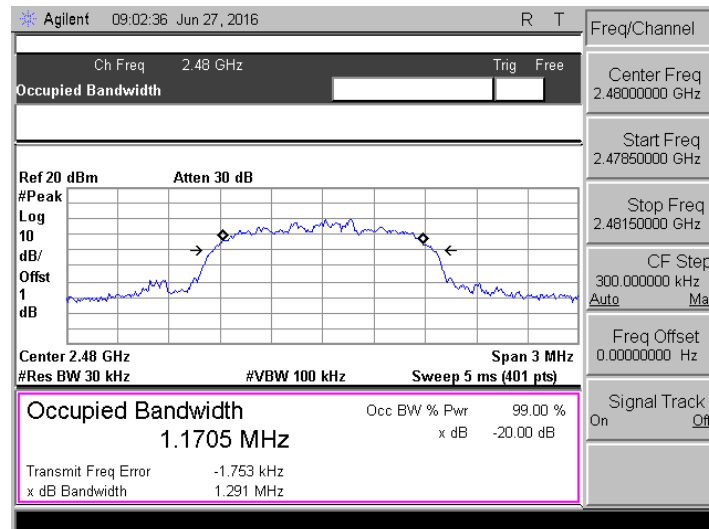 Agilent 09:02:36 Jun 27, 2016 R T
Freq/Channel
Ch Freq 2.48 GHz Trig Free
Occupied Bandwidth
Center Freq
2.48000000 GHz
Start Freq
2.47850000 GHz
Stop Freq
2.48150000 GHz
CF Step
300.000000 kHz
Auto Ma
Freq Offset
0.00000000 Hz
Signal Track
On Off
Ref 20 dBm Atten 30 dB
#Peak
Log
10
dB/
Offst
1
dB
Center 2.48 GHz Span 3 MHz
#Res BW 30 kHz #VBW 100 kHz Sweep 5 ms (401 pts)
Occupied Bandwidth
1.1705 MHz
Occ BW % Pwr 99.00 %
x dB -20.00 dB
Transmit Freq Error -1.753 kHz
x dB Bandwidth 1.291 MHz